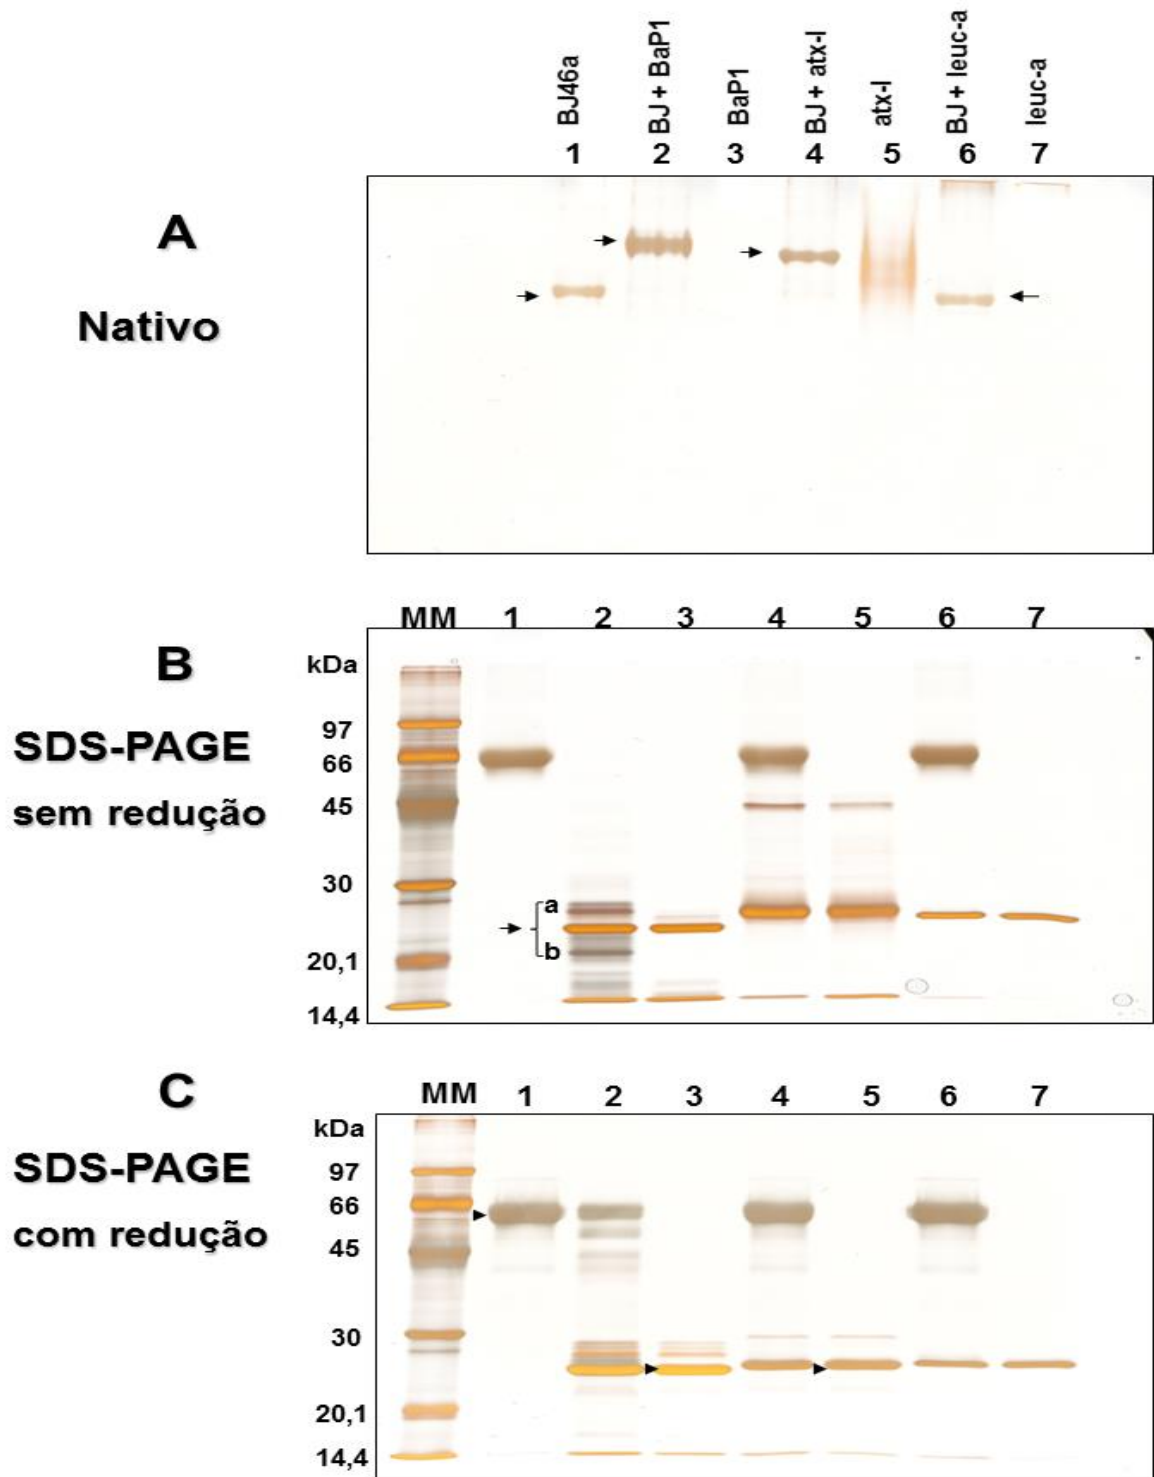 BJ46a
BJ + BaP1
BaP1
BJ + atx-I
atx-I
BJ + leuc-a
leuc-a
1 2 3 4 5 6 7
A
Nativo
MM 1 2 3 4 5 6 7
B
kDa
SDS-PAGE
sem redução
97
66
45
30
20,1
14,4
a
b
C
MM 1 2 3 4 5 6 7
kDa
SDS-PAGE
com redução
97
66
45
30
20,1
14,4